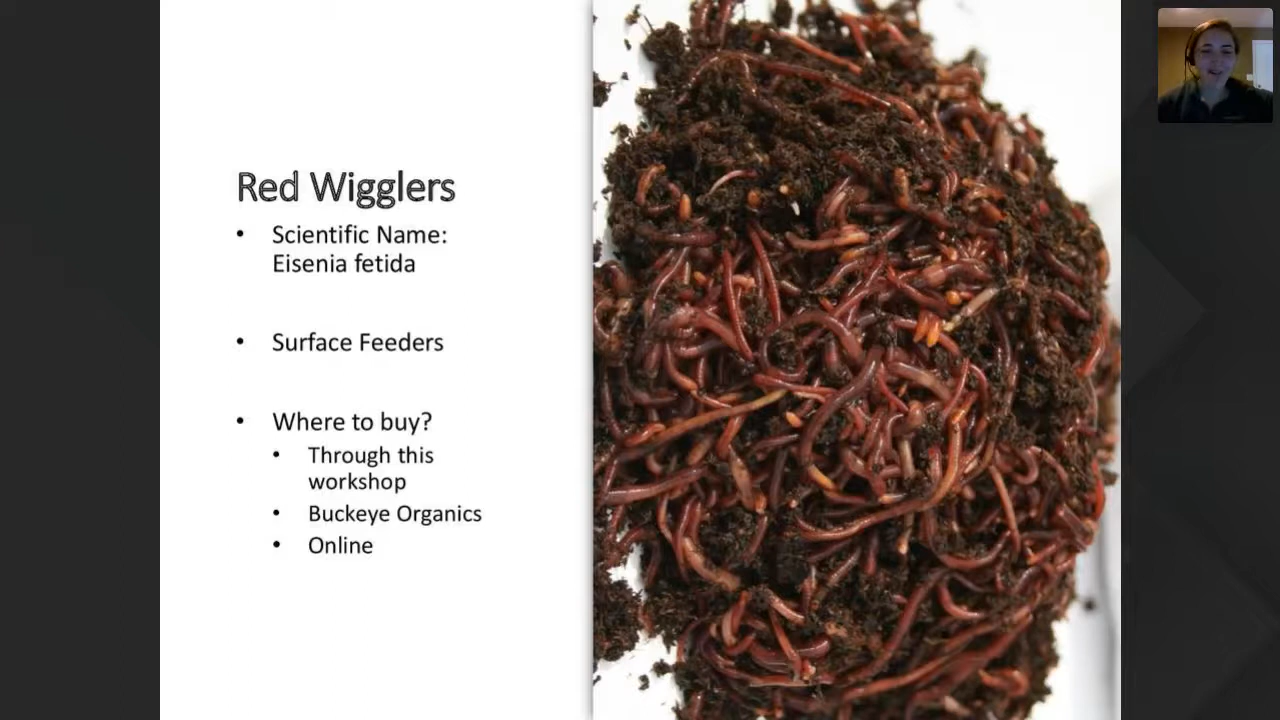 Red Wigglers
• Scientific Name:
Eisenia fetida
• Surface Feeders
• Where to buy?
• Through this
workshop
• Buckeye Organics
• Online